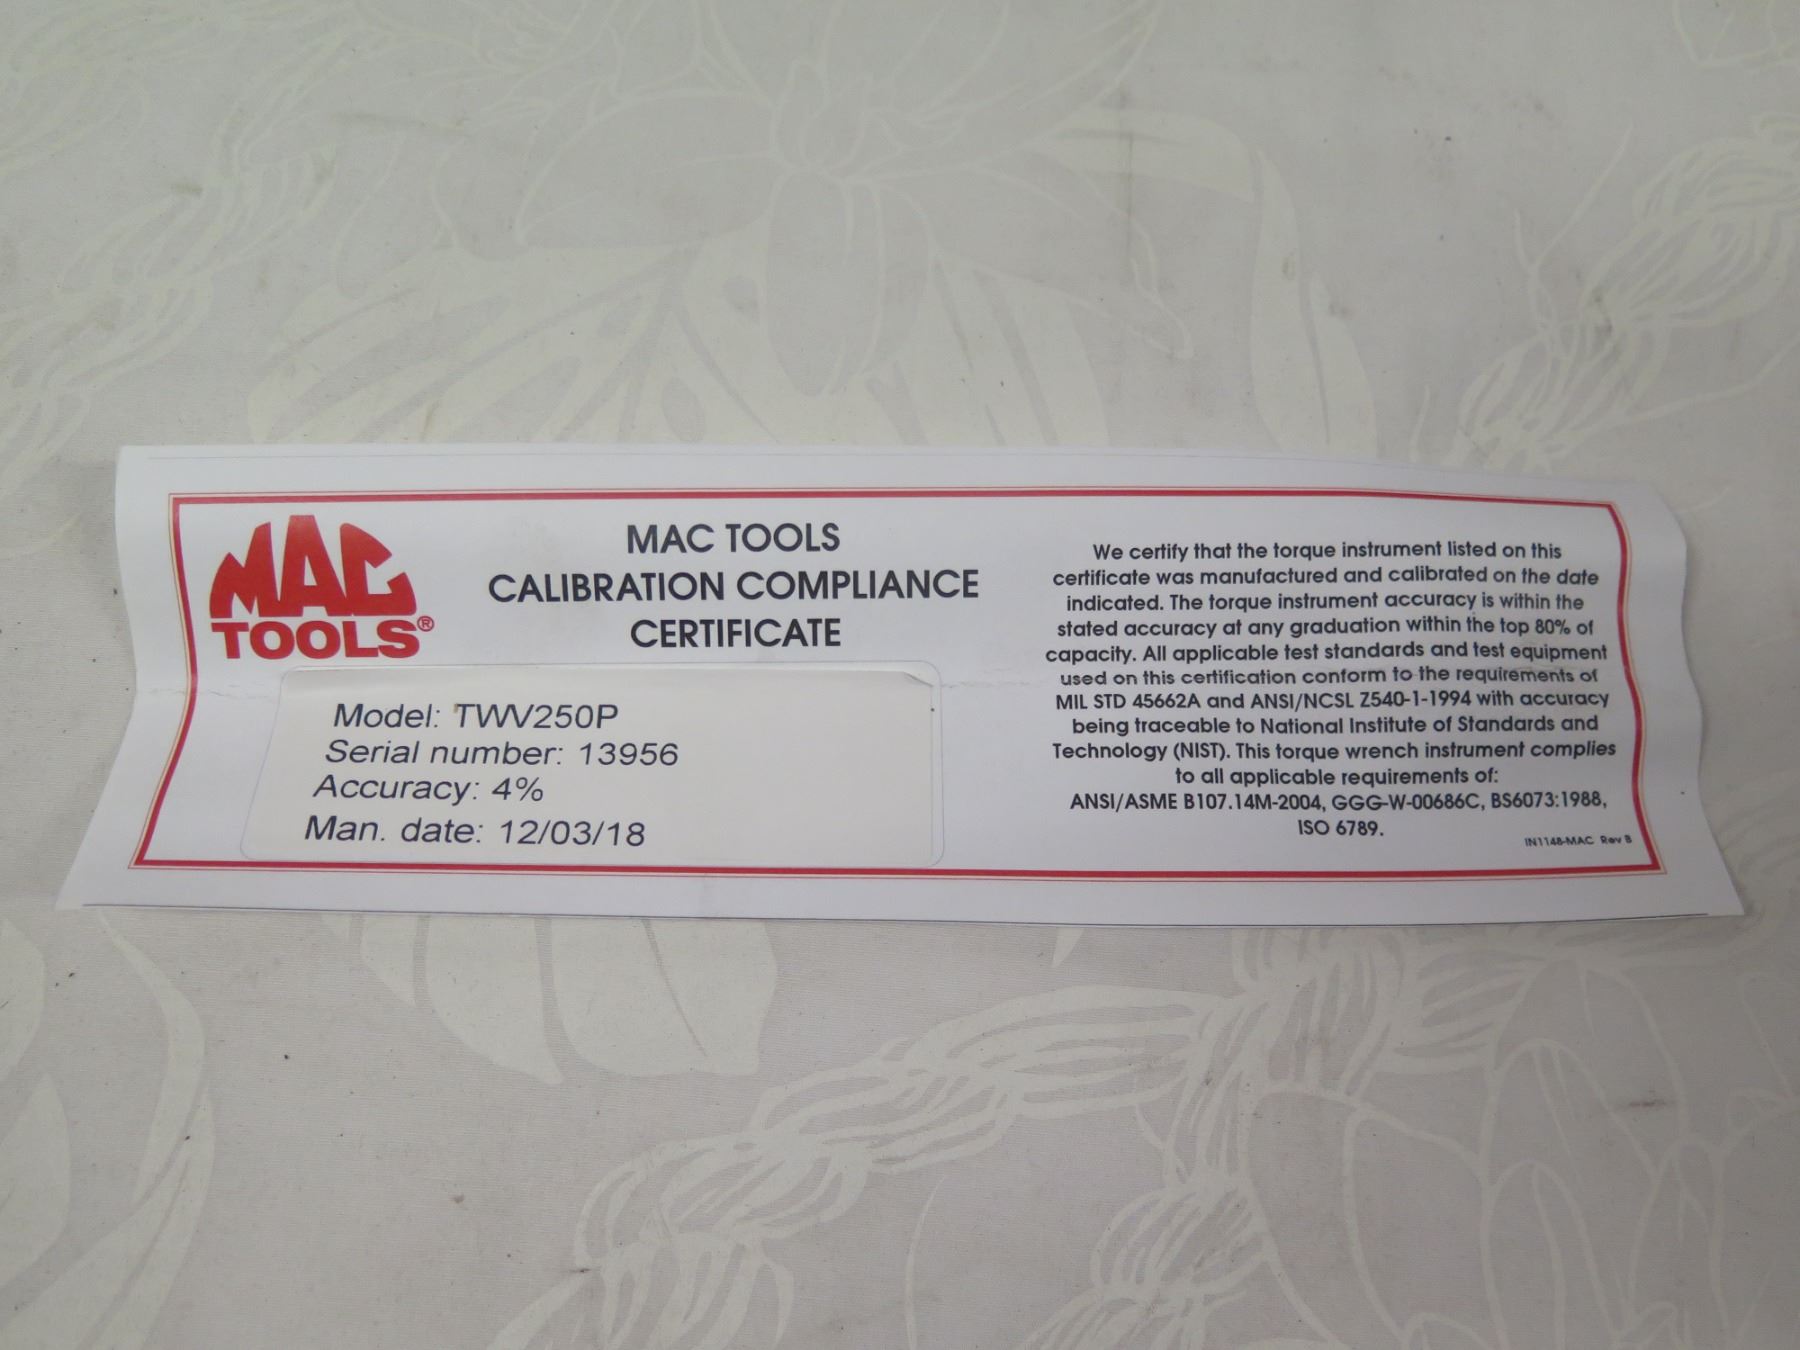 MAC
TOOLS®
MAC TOOLS
CALIBRATION COMPLIANCE
CERTIFICATE
Model: TWV250P
Serial number: 13956
Accuracy: 4%
Man. date: 12/03/18
We certify that the torque instrument listed on this
certificate was manufactured and calibrated on the date
indicated. The torque instrument accuracy is within the
stated accuracy at any graduation within the top 80% of
capacity. All applicable test standards and test equipment
used on this certification conform to the requirements of
MIL STD 45662A and ANSI/NCSL Z540-1-1994 with accuracy
being traceable to National Institute of Standards and
Technology (NIST). This torque wrench instrument complies
to all applicable requirements of:
ANSI/ASME B107.14M-2004, GGG-W-00686C, BS6073:1988,
ISO 6789.
IN1148-MAC Rev B